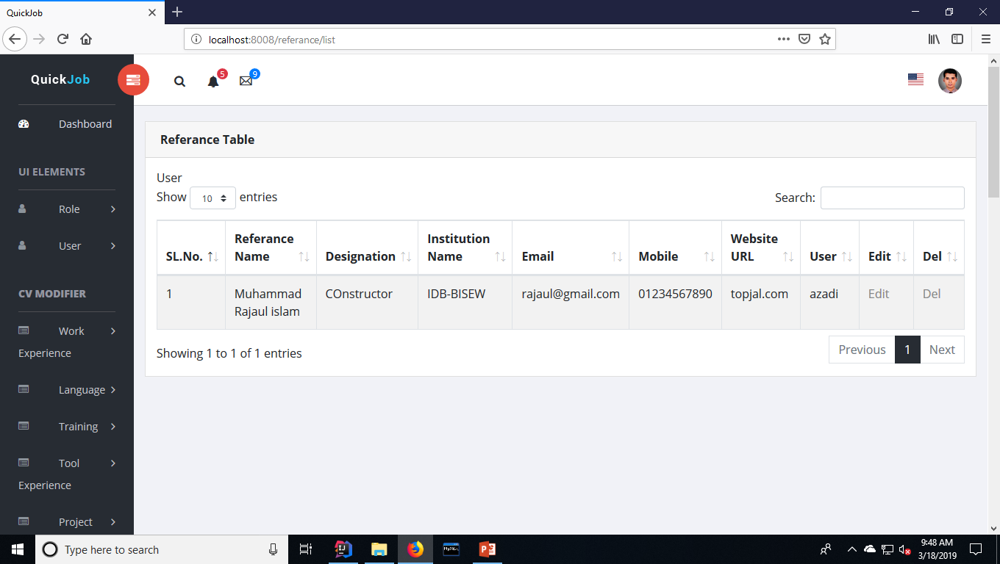 QuickJob
localhost:8008/referance/list
QuickJob
5
9
Dashboard
UI ELEMENTS
Role
User
CV MODIFIER
Work
Experience
Language
Training
Tool
Experience
Project
Referance Table
User
Show 10 entries
Search:
SL.No. Referance Name Designation Institution Name Email Mobile Website URL User Edit Del
1 Muhammad Rajaul islam COnstructor IDB-BISEW rajaul@gmail.com 01234567890 topjal.com azadi Edit Del
Showing 1 to 1 of 1 entries
Previous 1 Next
Type here to search
IJ
MySQL
P
9:48 AM
3/18/2019